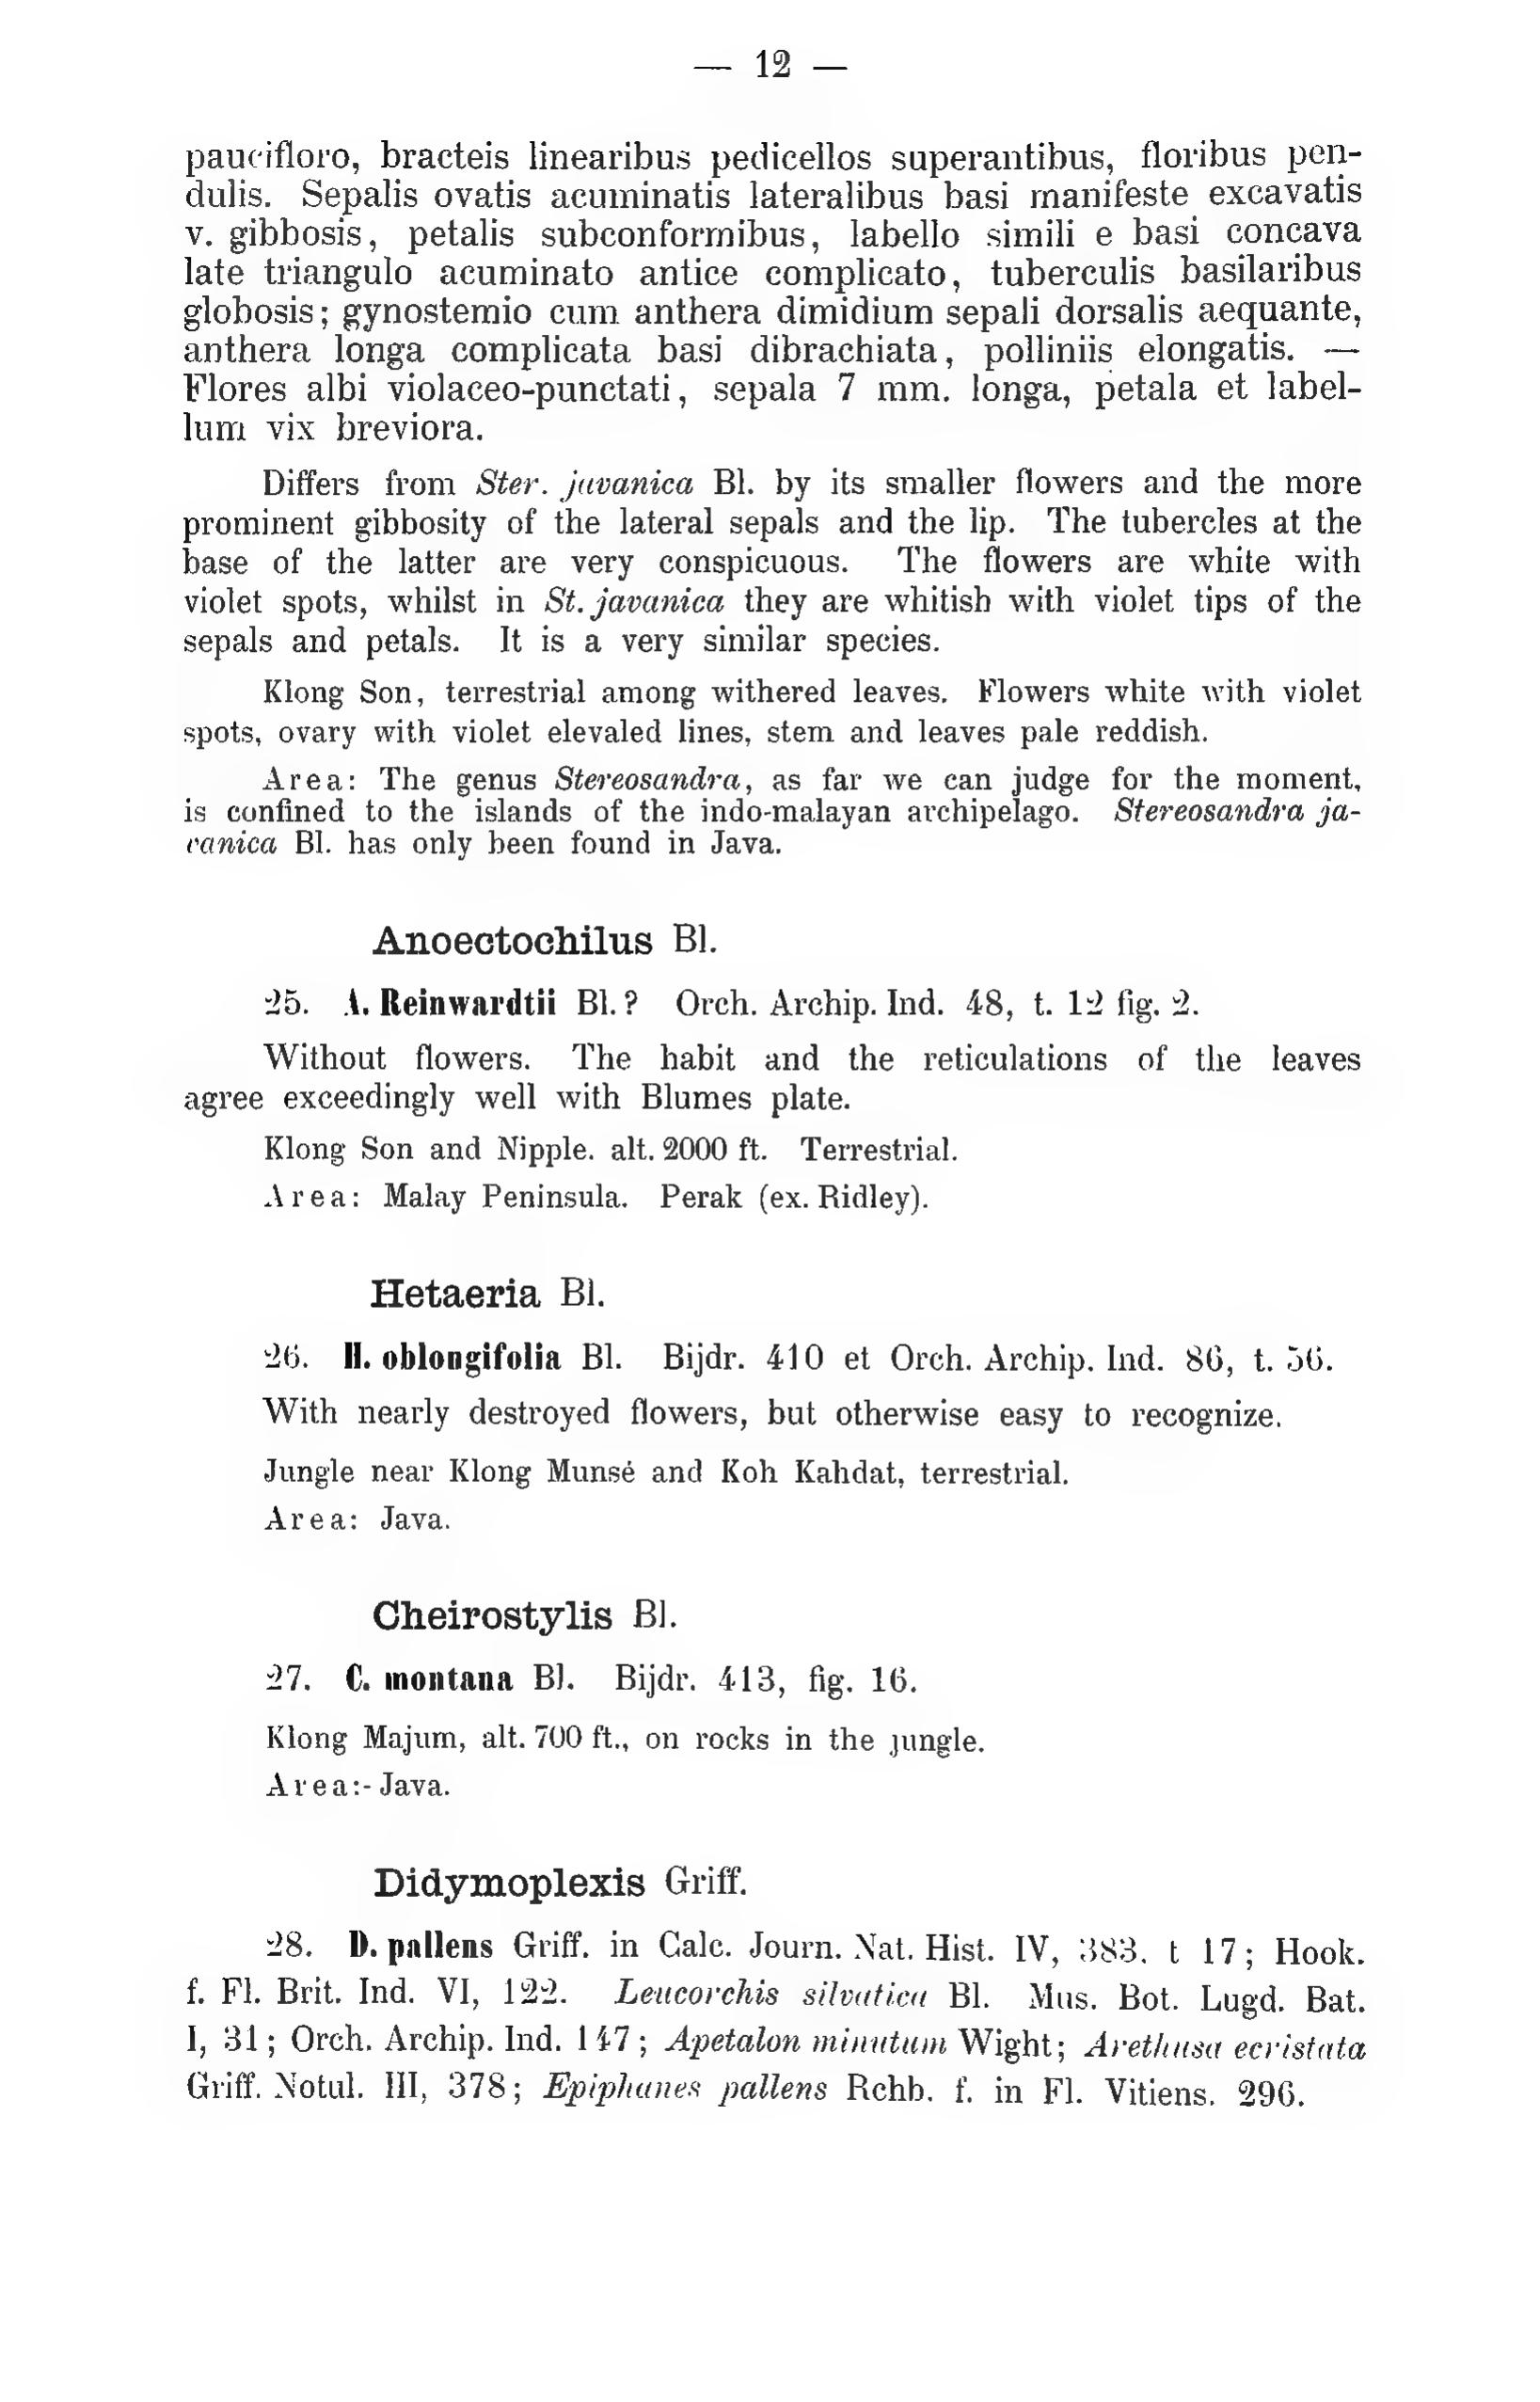 — 12 —
paucifloro, bracteis linearibus pedicellos superantibus, floribus pen-
dulis. Sepalis ovatis acuminatis lateralibus basi manifeste excavatis
v. gibbosis, petalis subconformibus, labello simili e basi concava
late triangulo acuminato antice complicato, tuberculis basilaribus
globosis; gynostemio cum anthera dimidium sepali dorsalis aequante,
anthera longa complicata basi dibrachiata, polliniis elongatis. —
Flores albi violaceo-punctati, sepala 7 mm. longa, petala et label-
lum vix breviora.
Differs from Ster. javanica Bl. by its smaller flowers and the more
prominent gibbosity of the lateral sepals and the lip. The tubercles at the
base of the latter are very conspicuous. The flowers are white with
violet spots, whilst in St. javanica they are whitish with violet tips of the
sepals and petals. It is a very similar species.
Klong Son, terrestrial among withered leaves. Flowers white with violet
spots, ovary with violet elevaled lines, stem and leaves pale reddish.
Area: The genus Stereosandra, as far we can judge for the moment,
is confined to the islands of the indo-malayan archipelago. Stereosandra ja-
vanica Bl. has only been found in Java.
Anoectochilus Bl.
25. A. Reinwardtii Bl.? Orch. Archip. Ind. 48, t. 12 fig. 2.
Without flowers. The habit and the reticulations of the leaves
agree exceedingly well with Blumes plate.
Klong Son and Nipple. alt. 2000 ft. Terrestrial.
Area: Malay Peninsula. Perak (ex. Ridley).
Hetaeria Bl.
26. H. oblongifolia Bl. Bijdr. 410 et Orch. Archip. Ind. 86, t. 56.
With nearly destroyed flowers, but otherwise easy to recognize.
Jungle near Klong Munsé and Koh Kahdat, terrestrial.
Area: Java.
Cheirostylis Bl.
27. C. montana Bl. Bijdr. 413, fig. 16.
Klong Majum, alt. 700 ft., on rocks in the jungle.
Area:- Java.
Didymoplexis Griff.
28. D. pallens Griff. in Calc. Journ. Nat. Hist. IV, 383. t 17; Hook.
f. Fl. Brit. Ind. VI, 122. Leucorchis silvatica Bl. Mus. Bot. Lugd. Bat.
I, 31; Orch. Archip. Ind. 147; Apetalon minutum Wight; Arethusa ecristata
Griff. Notul. III, 378; Epiphanes pallens Rchb. f. in Fl. Vitiens. 296.